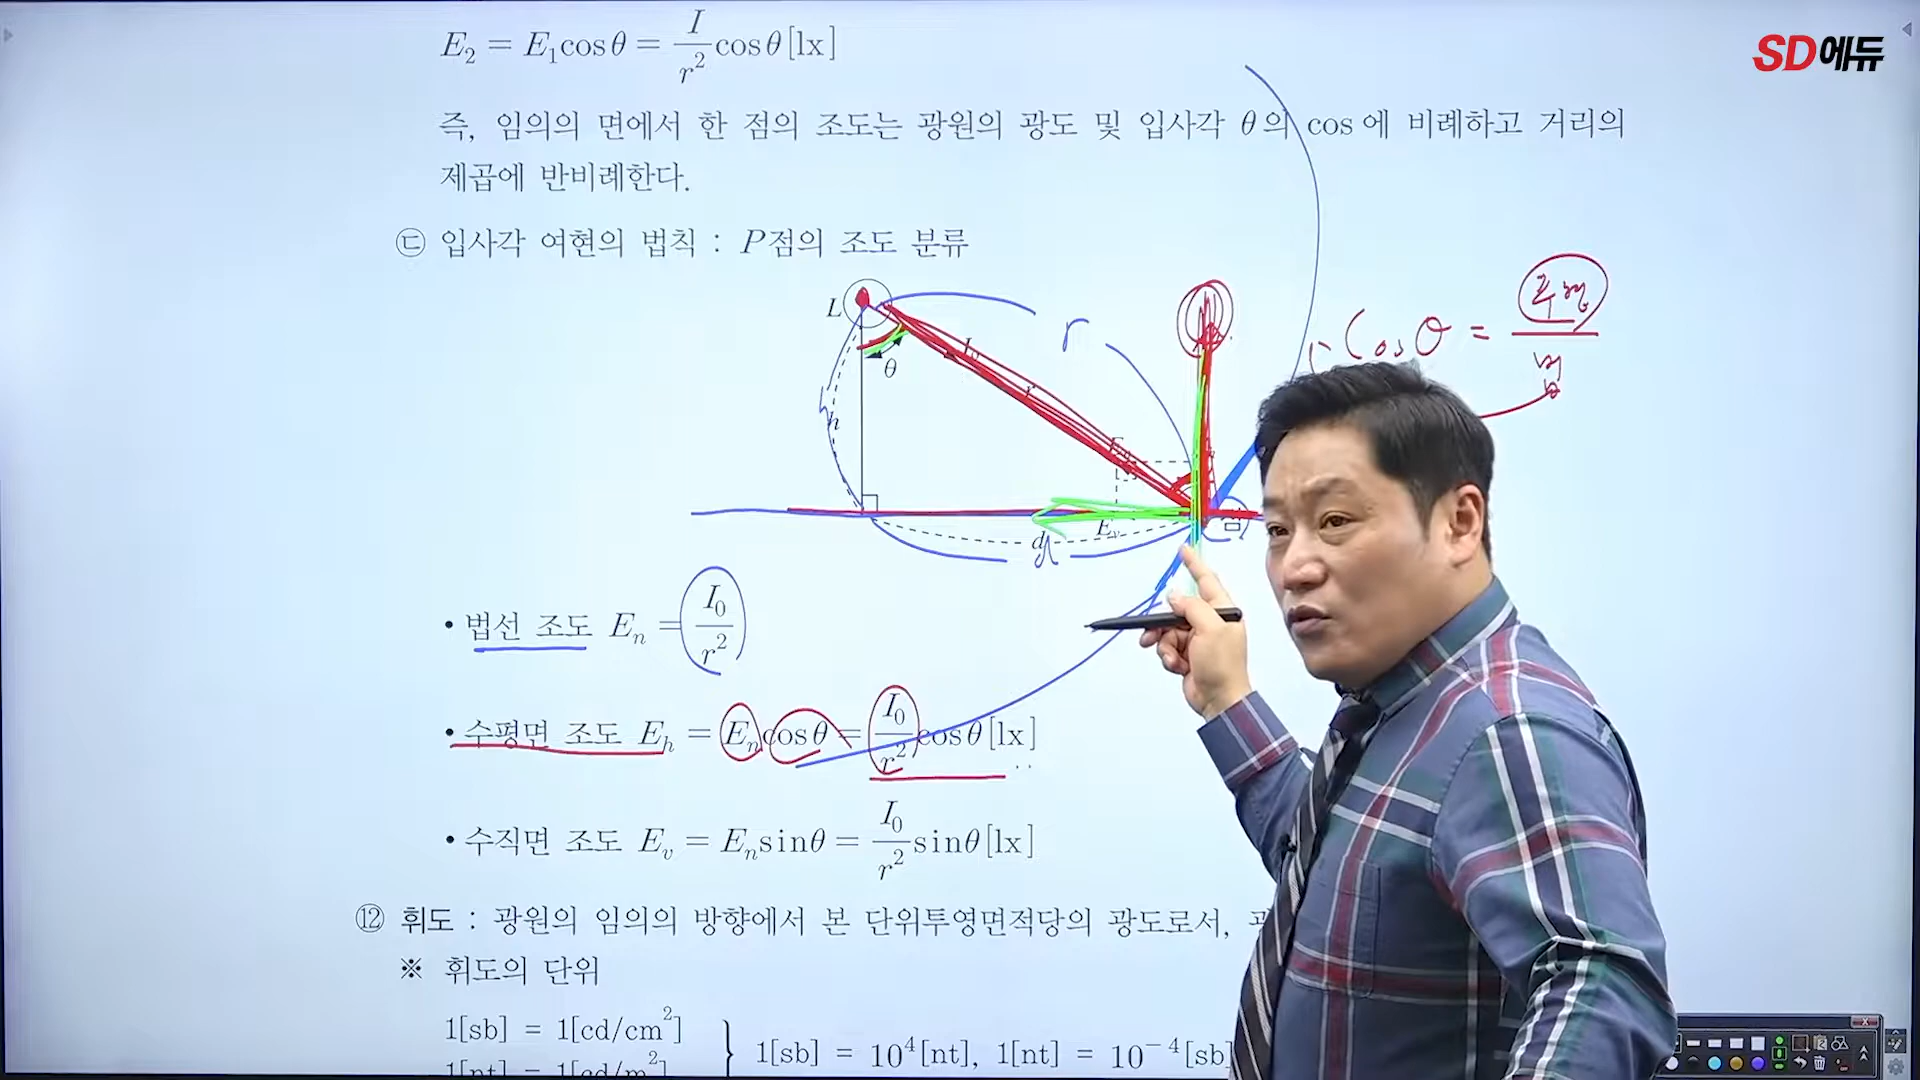 SD에듀
E₂ = E₁cosθ = I/r² cosθ[lx]
즉, 임의의 면에서 한 점의 조도는 광원의 광도 및 입사각 θ의 cos에 비례하고 거리의
제곱에 반비례한다.
㉢ 입사각 여현의 법칙 : P점의 조도 분류
L
θ
r
r
h
d
d
Eᵥ
Cosθ =
• 법선 조도 Eₙ = I₀/r²
• 수평면 조도 Eₕ = Eₙcosθ = I₀/r² cosθ[lx]
• 수직면 조도 Eᵥ = Eₙsinθ = I₀/r² sinθ[lx]
⑫ 휘도 : 광원의 임의의 방향에서 본 단위투영면적당의 광도로서,
※ 휘도의 단위
1[sb] = 1[cd/cm²]
1[nt] = 1[cd/m²]
1[sb] = 10⁴[nt], 1[nt] = 10⁻⁴[sb]